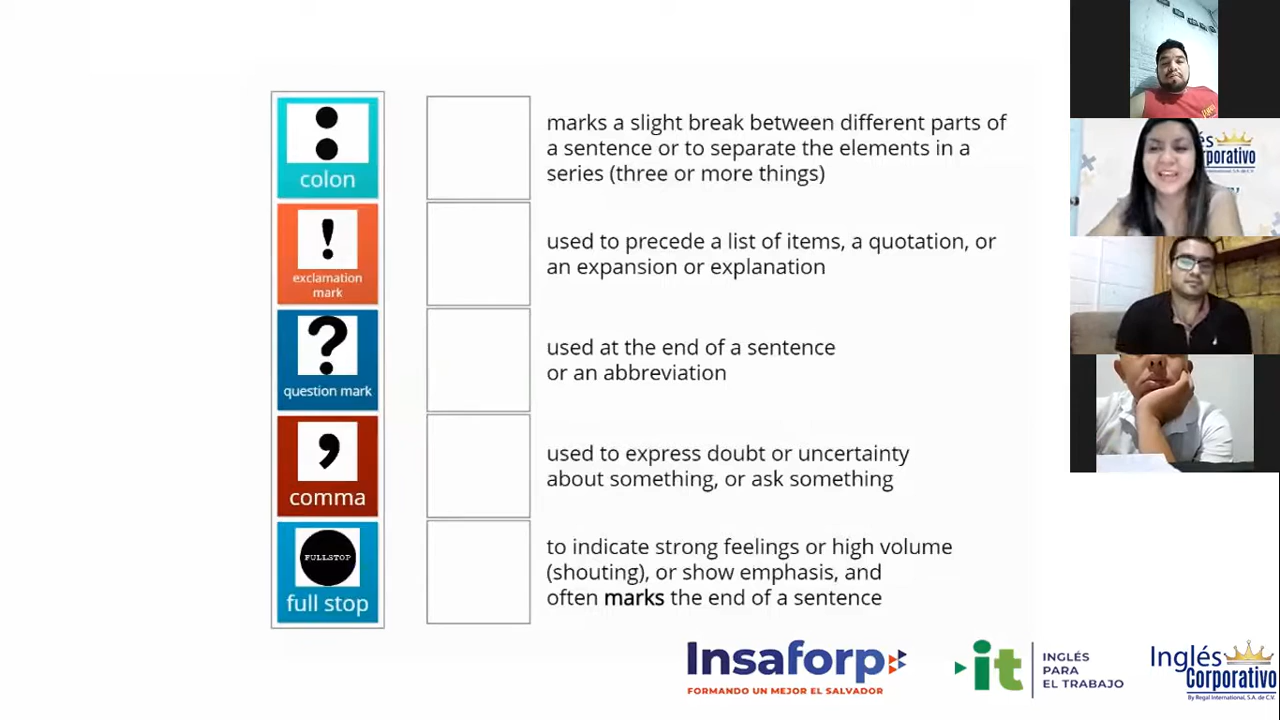 colon
exclamation
mark
question mark
comma
FULLSTOP
full stop
marks a slight break between different parts of
a sentence or to separate the elements in a
series (three or more things)
used to precede a list of items, a quotation, or
an expansion or explanation
used at the end of a sentence
or an abbreviation
used to express doubt or uncertainty
about something, or ask something
to indicate strong feelings or high volume
(shouting), or show emphasis, and
often marks the end of a sentence
Insaforp
FORMANDO UN MEJOR EL SALVADOR
it
INGLÉS
PARA
EL TRABAJO
Inglés
Corporativo
By Regal International, S.A. de C.V.